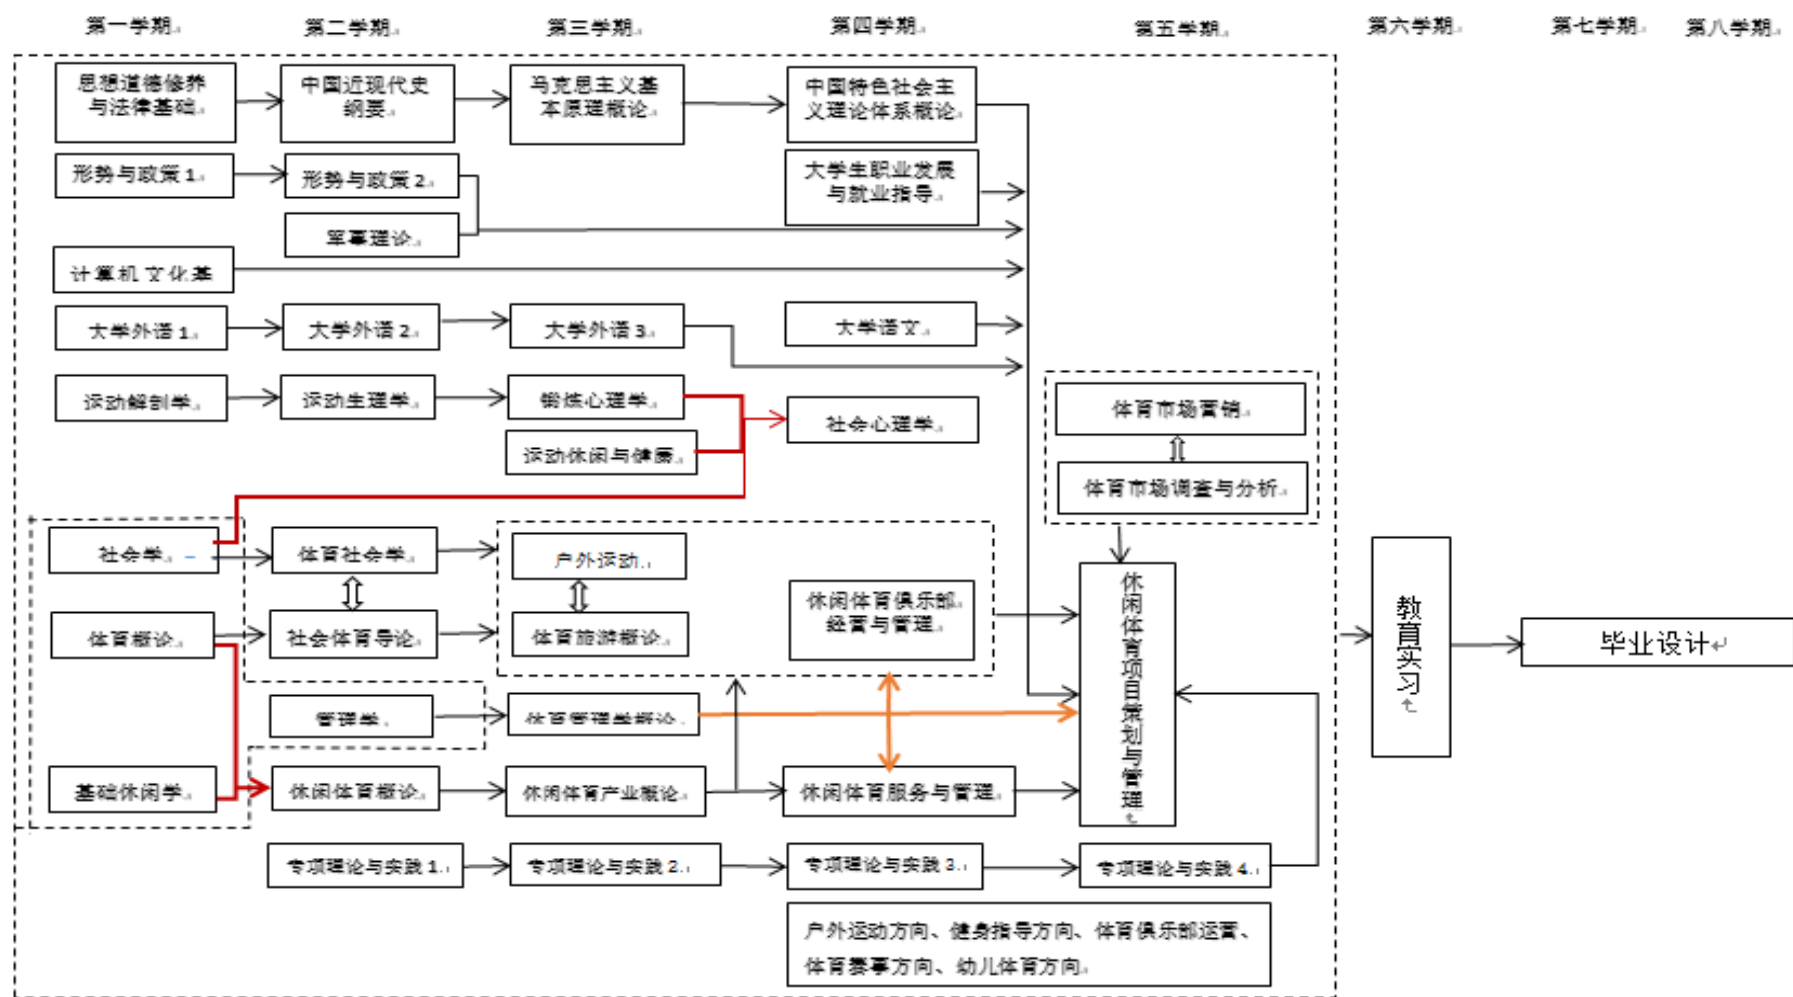 第一学期 第二学期 第三学期 第四学期 第五学期 第六学期 第七学期 第八学期
思想道德修养
与法律基础
中国近现代史
纲要
马克思主义基
本原理概论
中国特色社会主
义理论体系概论
形势与政策 1
形势与政策 2
大学生职业发展
与就业指导
军事理论
计算机文化基
大学外语 1
大学外语 2
大学外语 3
大学语文
运动解剖学
运动生理学
锻炼心理学
社会心理学
体育市场营销
运动休闲与健康
体育市场调查与分析
社会学
体育社会学
户外运动
休闲体育俱乐部
经营与管理
体育概论
社会体育导论
体育旅游概论
休闲体育项目策划与管理
教育实习
毕业设计
管理学
体育管理学概论
基础休闲学
休闲体育概论
休闲体育产业概论
休闲体育服务与管理
专项理论与实践 1
专项理论与实践 2
专项理论与实践 3
专项理论与实践 4
户外运动方向、健身指导方向、体育俱乐部运营、
体育赛事方向、幼儿体育方向